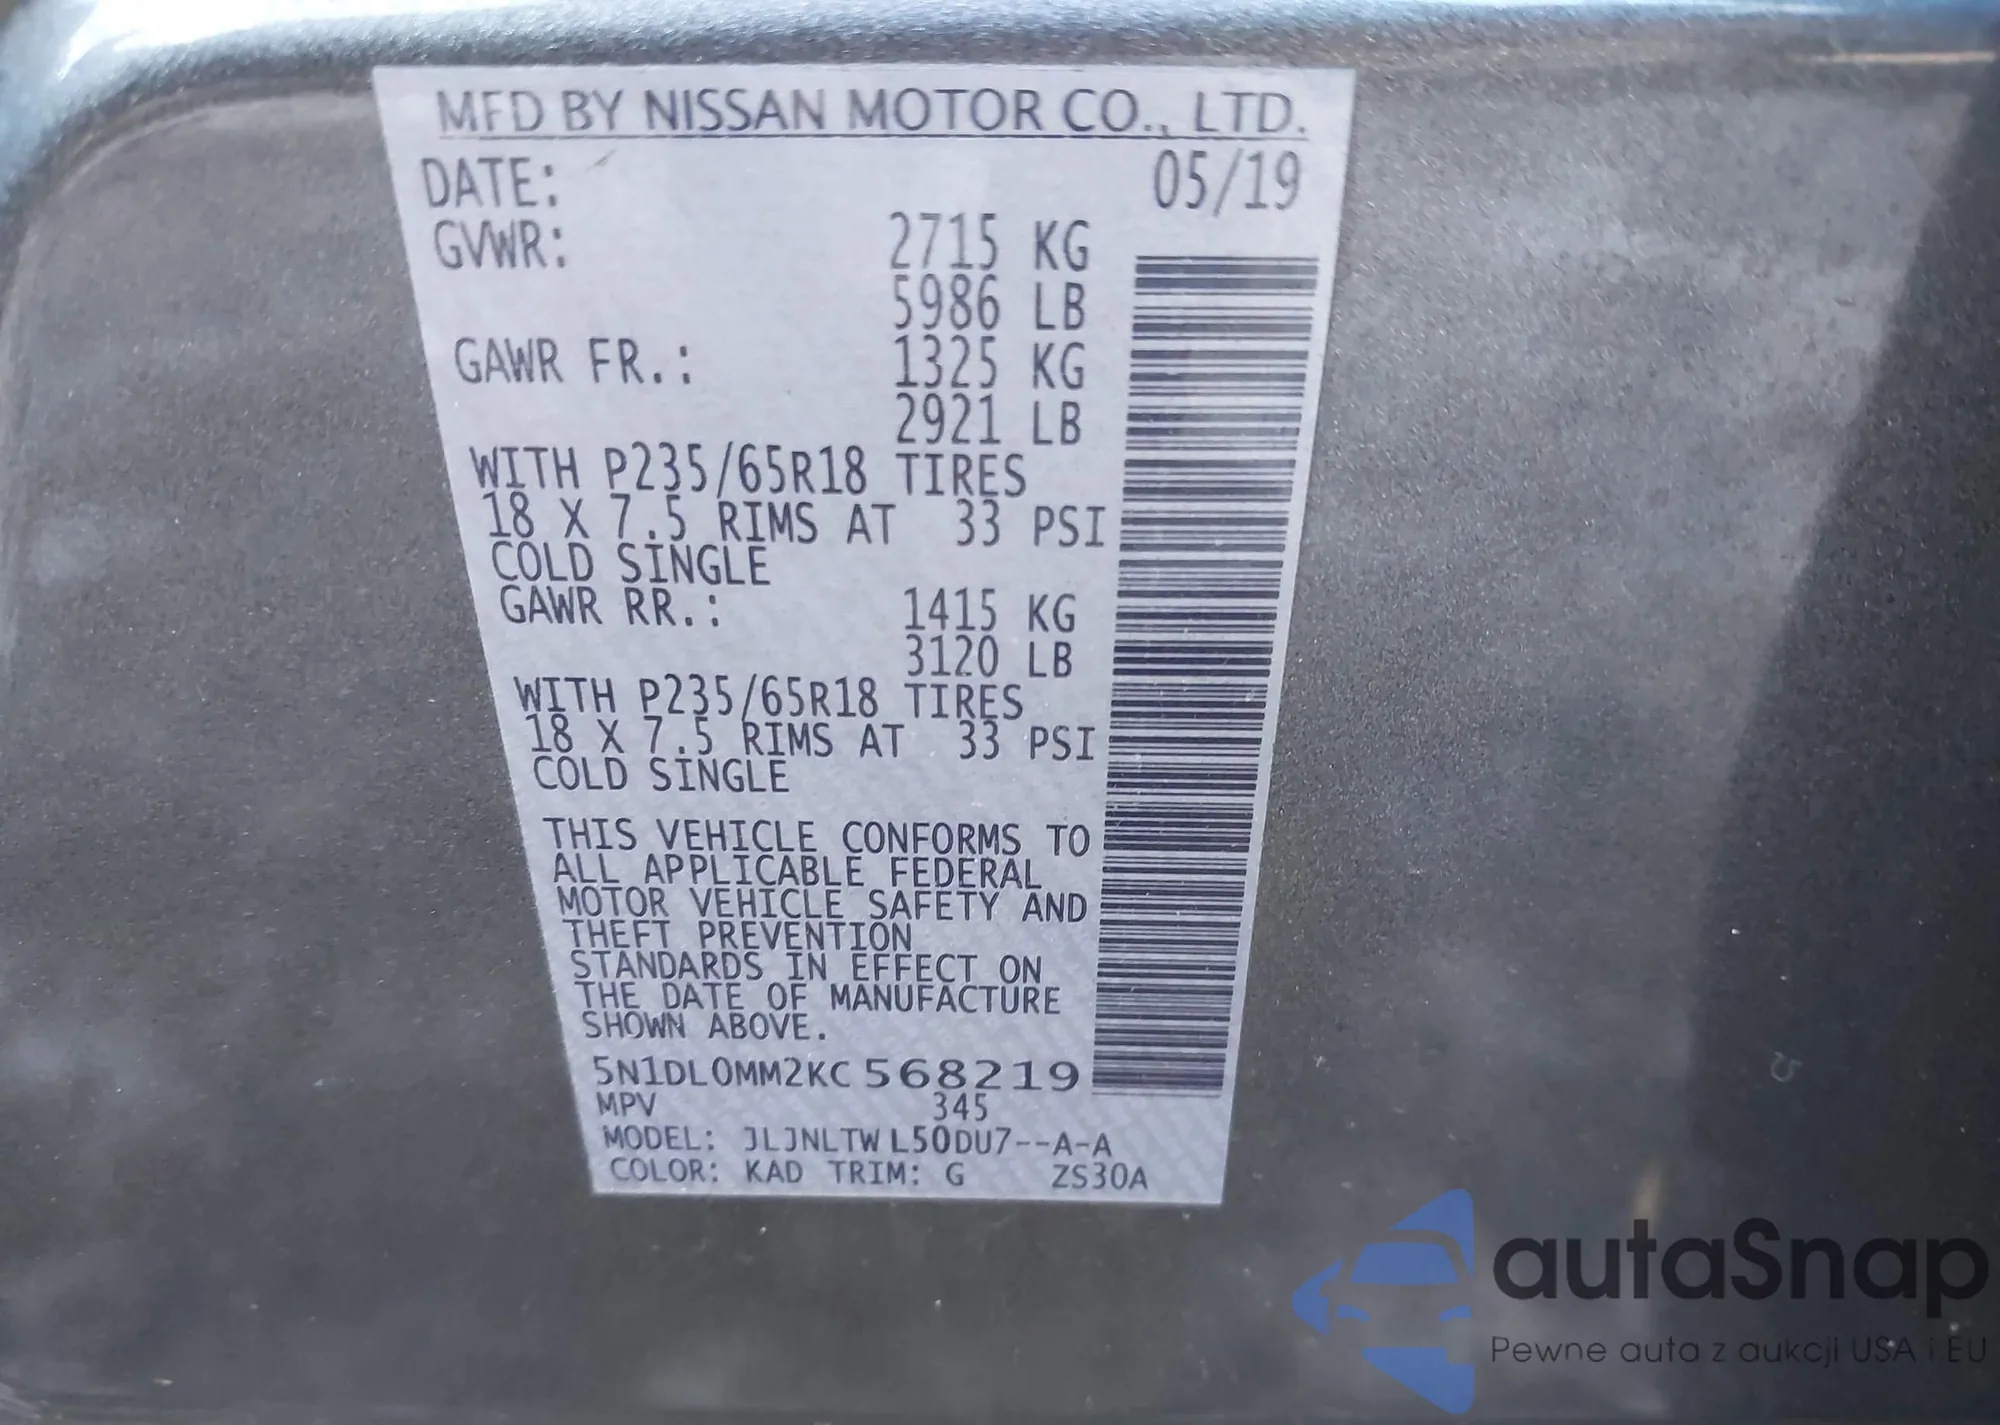 MFD BY NISSAN MOTOR CO., LTD.
DATE: 05/19
GVWR: 2715 KG
5986 LB
GAWR FR.: 1325 KG
2921 LB
WITH P235/65R18 TIRES
18 X 7.5 RIMS AT 33 PSI
COLD SINGLE
GAWR RR.: 1415 KG
3120 LB
WITH P235/65R18 TIRES
18 X 7.5 RIMS AT 33 PSI
COLD SINGLE
THIS VEHICLE CONFORMS TO
ALL APPLICABLE FEDERAL
MOTOR VEHICLE SAFETY AND
THEFT PREVENTION
STANDARDS IN EFFECT ON
THE DATE OF MANUFACTURE
SHOWN ABOVE.
5N1DL0MM2KC568219
MPV 345
MODEL: JLJNLTWL50DU7--A-A
COLOR: KAD TRIM: G ZS30A
autaSnap
Pewne auta z aukcji USA i EU